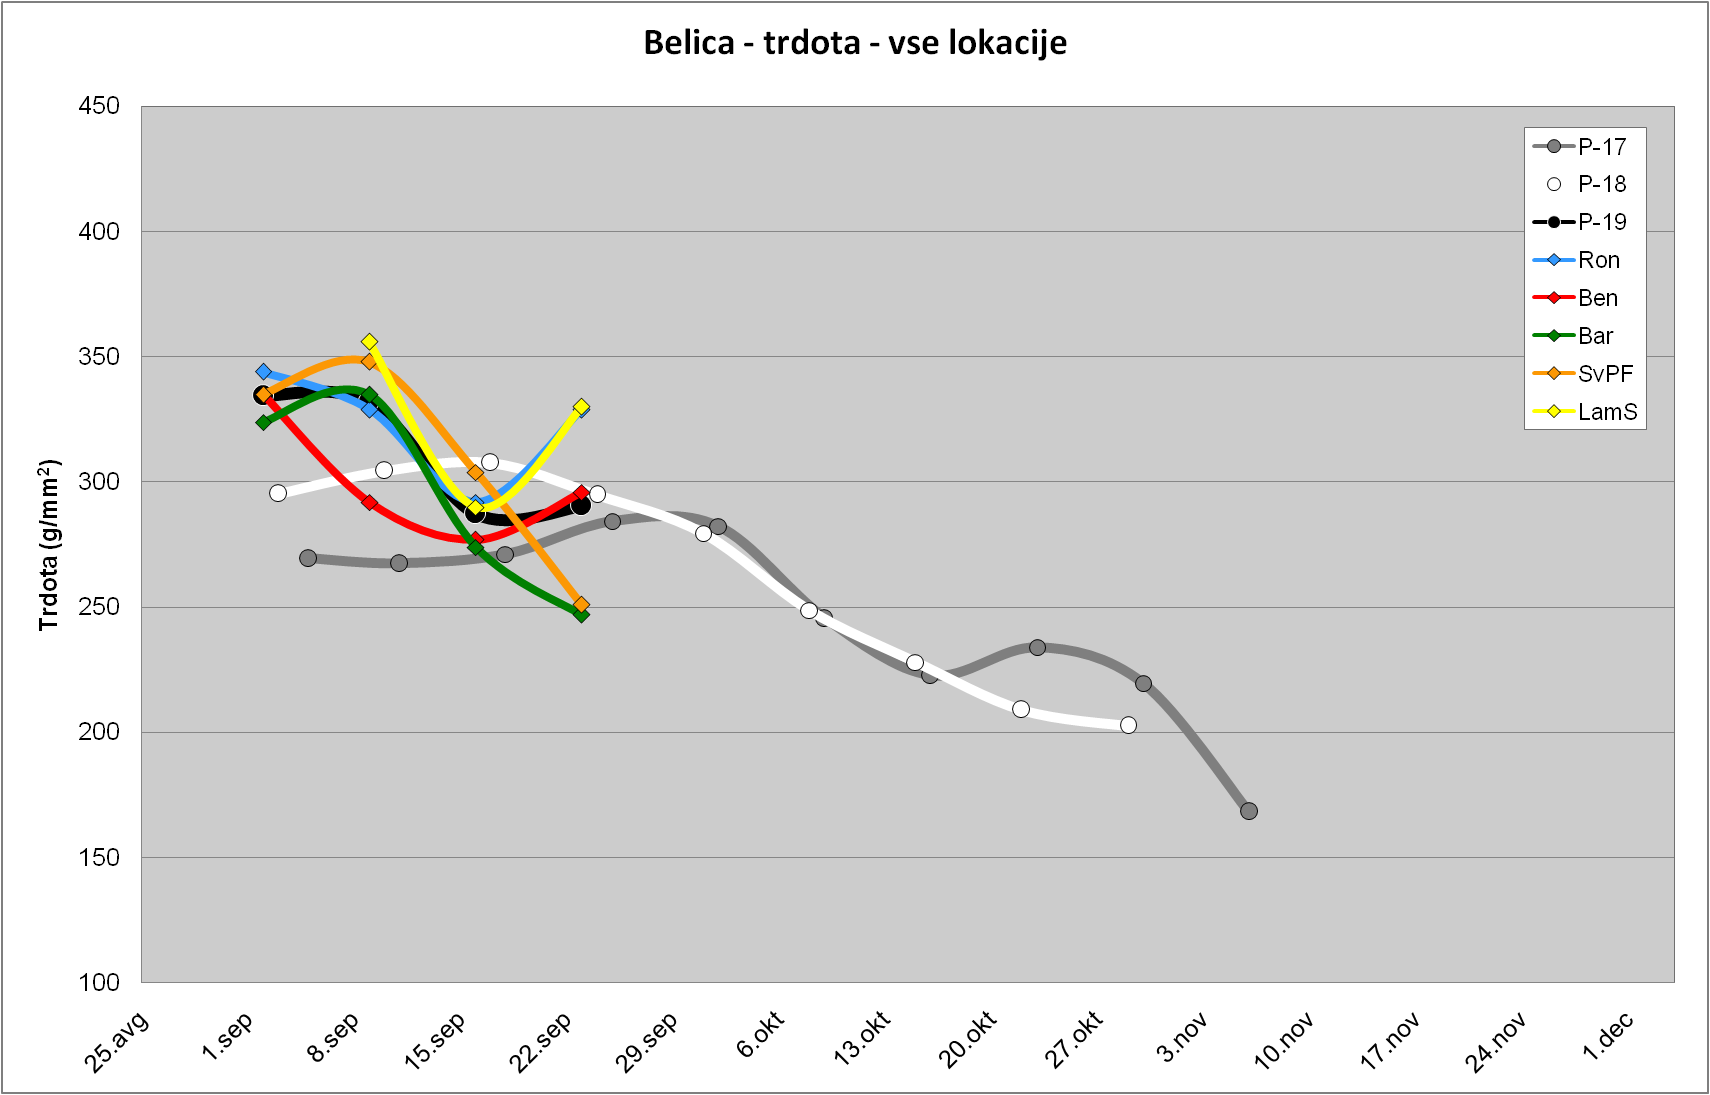 Belica - trdota - vse lokacije
450
400
350
300
250
200
150
100
Trdota (g/mm²)
25.avg
1.sep
8.sep
15.sep
22.sep
29.sep
6.okt
13.okt
20.okt
27.okt
3.nov
10.nov
17.nov
24.nov
1.dec
P-17
P-18
P-19
Ron
Ben
Bar
SvPF
LamS